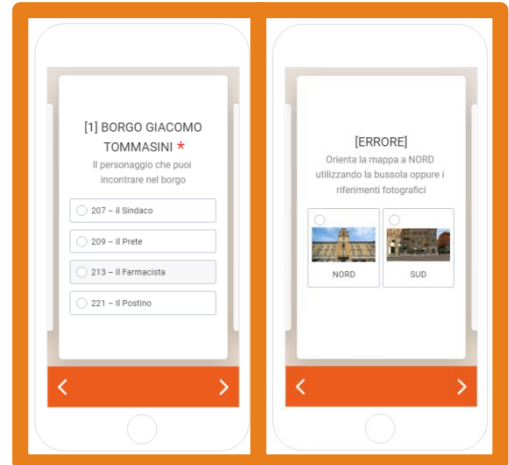 [1] BORGO GIACOMO
TOMMASINI *
Il personaggio che puoi
incontrare nel borgo
207 – il Sindaco
209 – Il Prete
213 – Il Farmacista
221 – Il Postino
[ERRORE]
Orienta la mappa a NORD
utilizzando la bussola oppure i
riferimenti fotografici
NORD
SUD